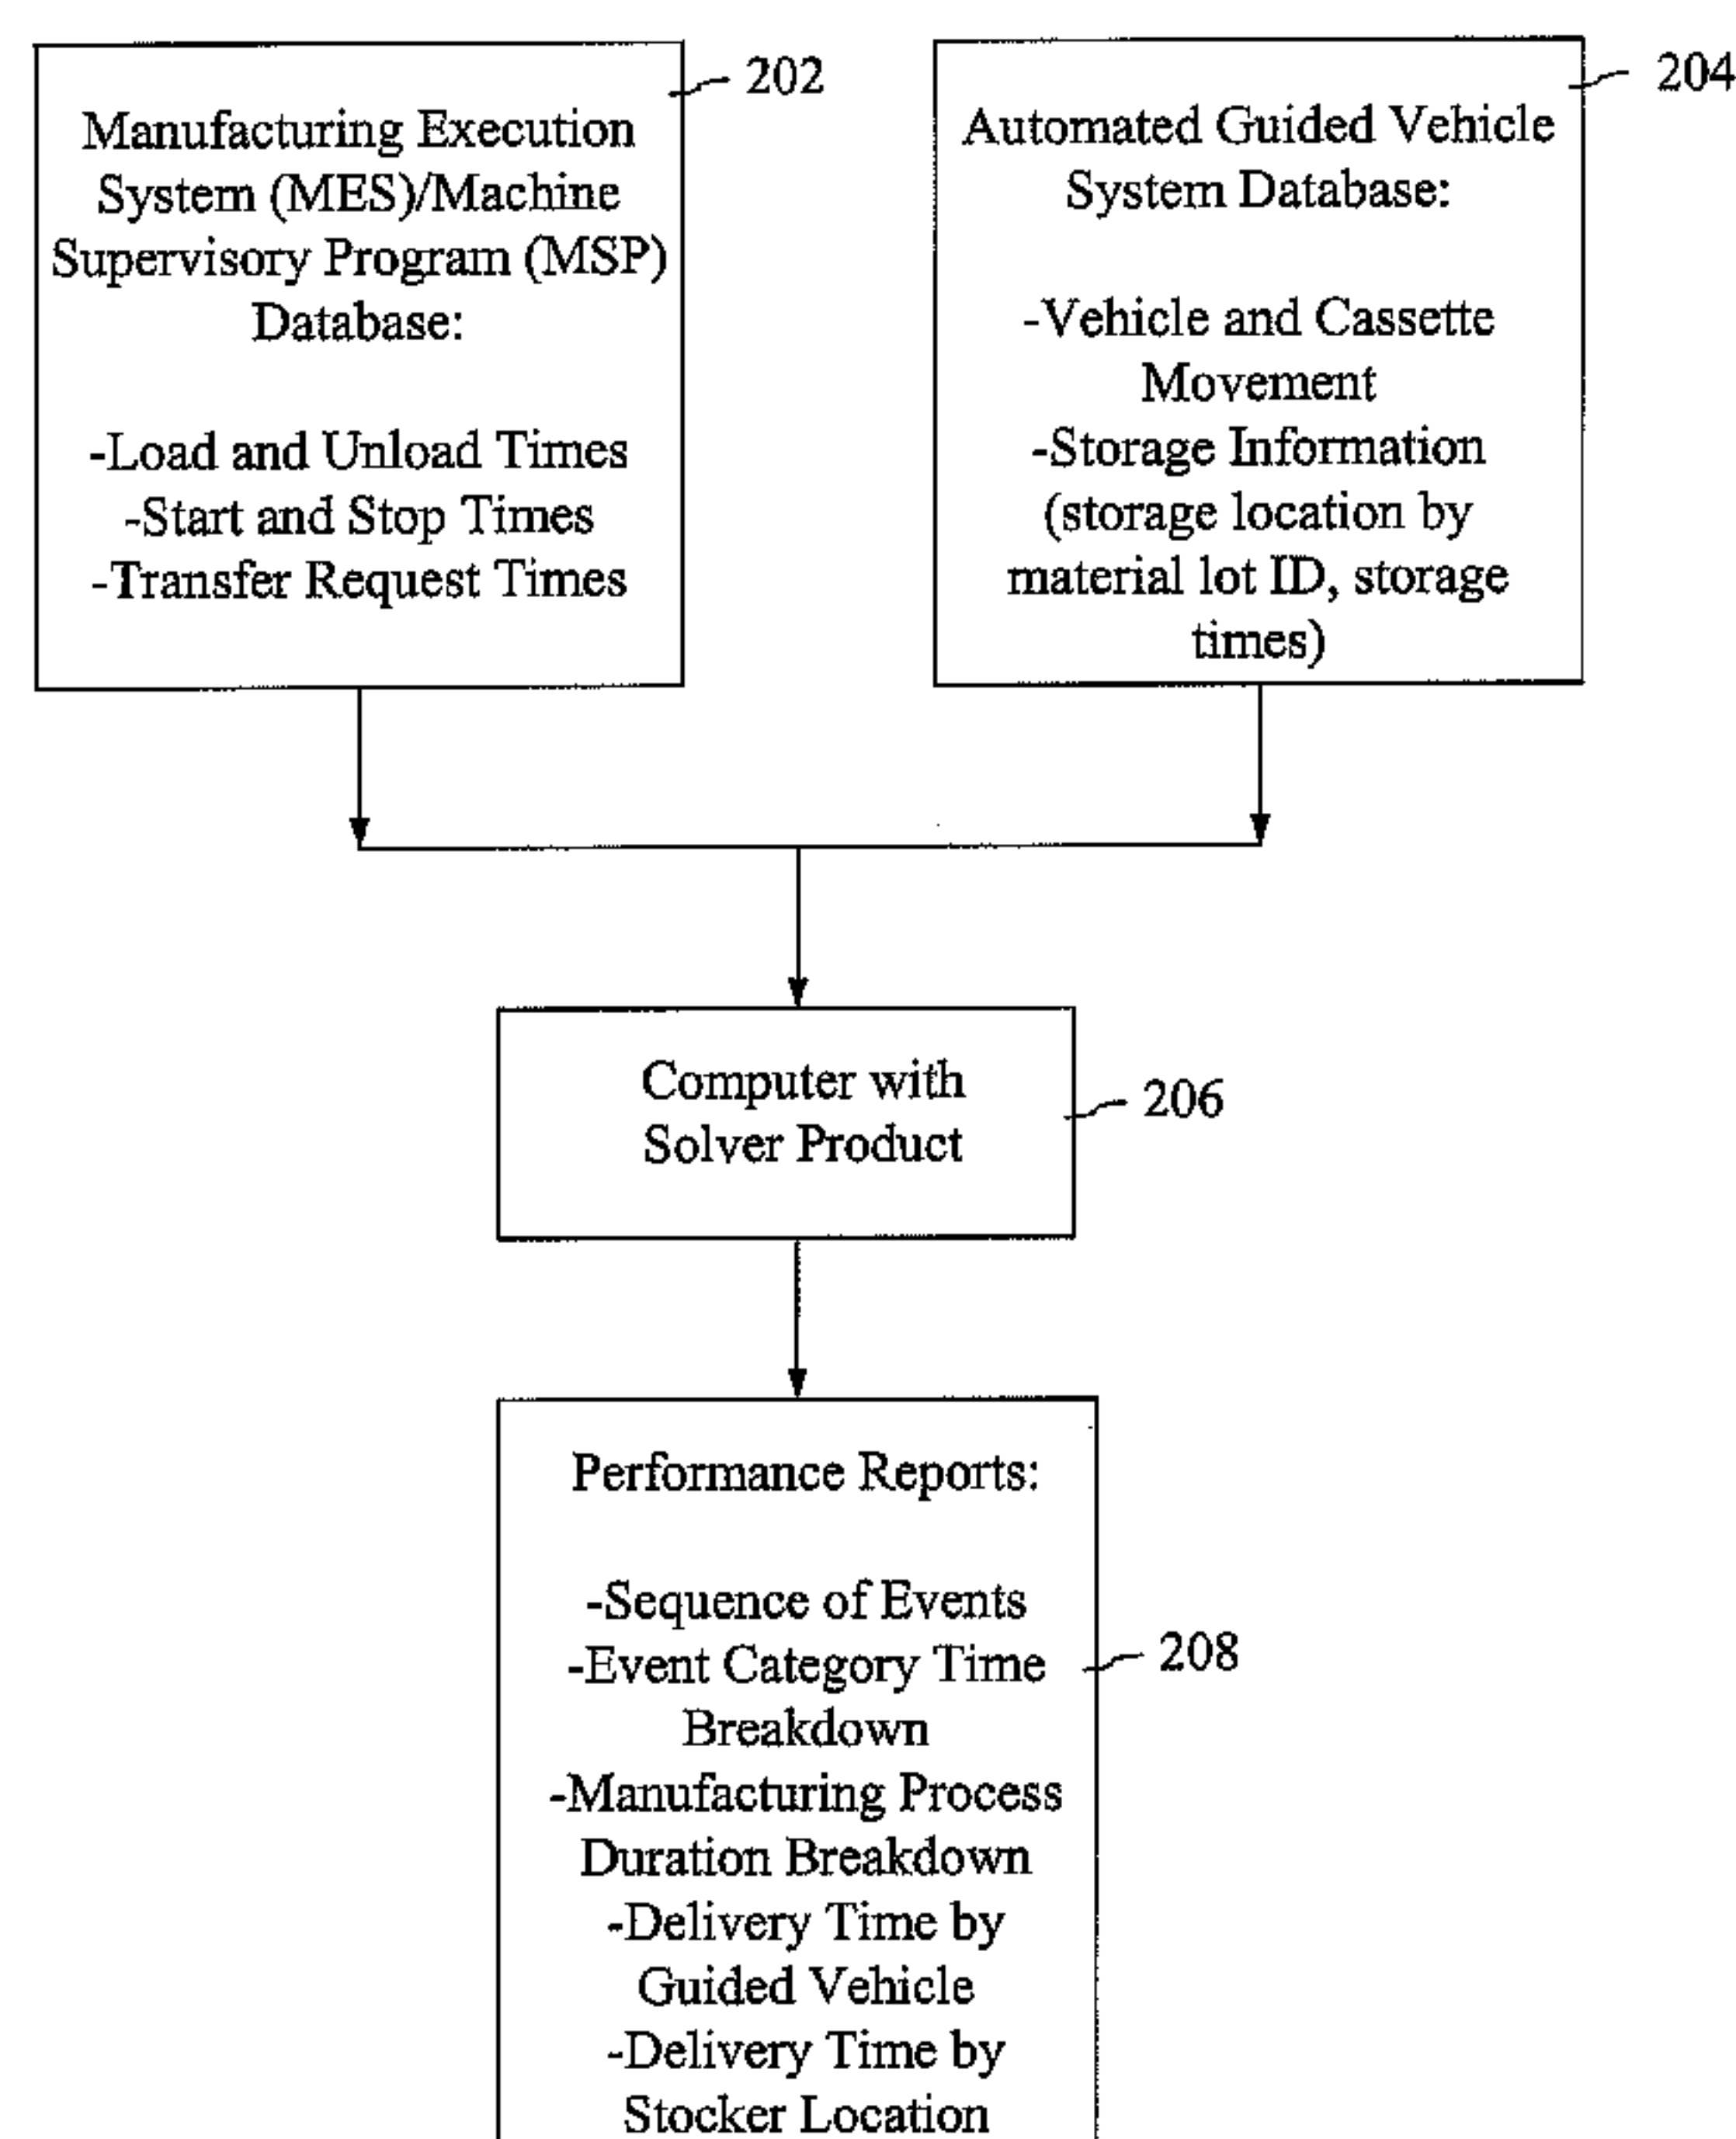 202
Manufacturing Execution
System (MES)/Machine
Supervisory Program (MSP)
Database:
-Load and Unload Times
-Start and Stop Times
-Transfer Request Times
204
Automated Guided Vehicle
System Database:
-Vehicle and Cassette
Movement
-Storage Information
(storage location by
material lot ID, storage
times)
Computer with
Solver Product
206
Performance Reports:
-Sequence of Events
-Event Category Time
Breakdown
-Manufacturing Process
Duration Breakdown
-Delivery Time by
Guided Vehicle
-Delivery Time by
Stocker Location
208